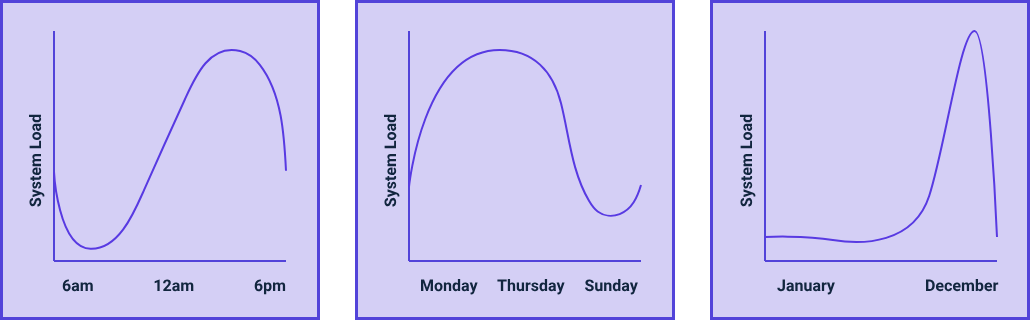 System Load
6am 12am 6pm
System Load
Monday Thursday Sunday
System Load
January December